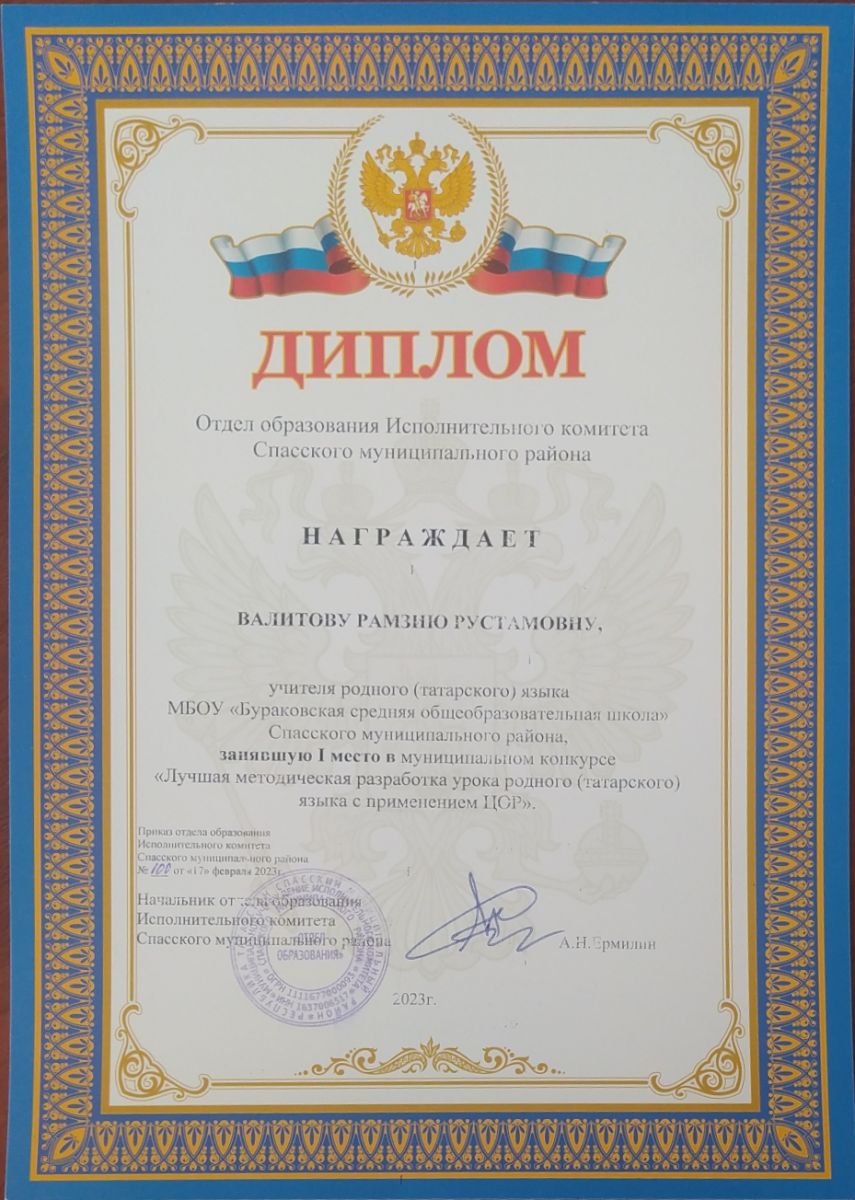 ДИПЛОМ
Отдел образования Исполнительного комитета
Спасского муниципального района
НАГРАЖДАЕТ
ВАЛИТОВУ РАМЗИЮ РУСТАМОВНУ,
учителя родного (татарского) языка
МБОУ «Бураковская средняя общеобразовательная школа»
Спасского муниципального района,
занявшую I место в муниципальном конкурсе
«Лучшая методическая разработка урока родного (татарского)
языка с применением ЦОР».
Приказ отдела образования
Исполнительного комитета
Спасского муниципального района
№ 100 от «17» февраля 2023г.
Начальник отдела образования
Исполнительного комитета
Спасского муниципального района
А.Н.Ермилин
«ОТДЕЛ
ОБРАЗОВАНИЯ»
2023г.